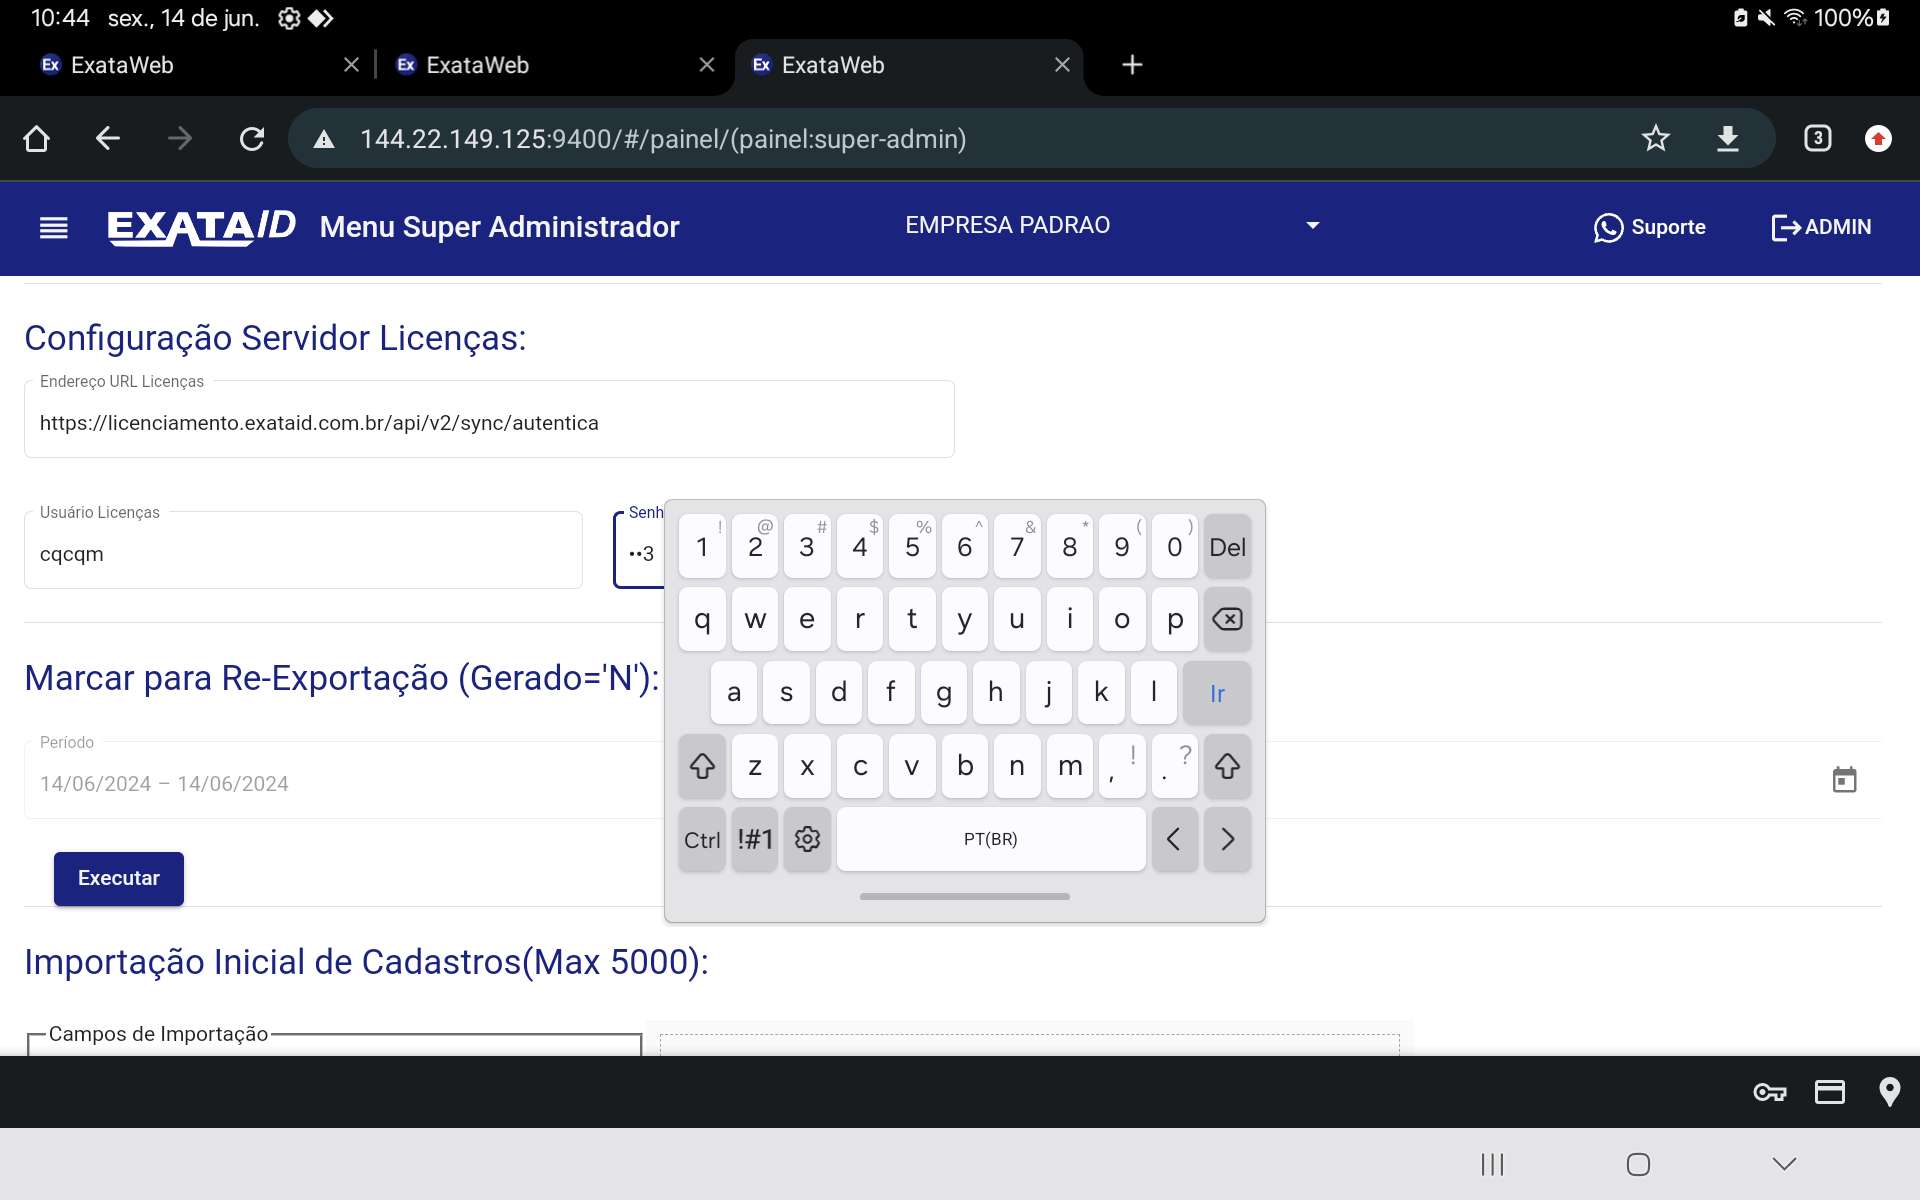 10:44 sex., 14 de jun. 100%
Ex ExataWeb Ex ExataWeb Ex ExataWeb
144.22.149.125:9400/#/painel/(painel:super-admin) 3
EXATA/ID Menu Super Administrador EMPRESA PADRAO Suporte ADMIN
Configuração Servidor Licenças:
Endereço URL Licenças
https://licenciamento.exataid.com.br/api/v2/sync/autentica
Usuário Licenças
cqcqm
Senh
••3
! @ # $ % ^ & * ( )
1 2 3 4 5 6 7 8 9 0 Del
q w e r t y u i o p
a s d f g h j k l Ir
z x c v b n m , ! . ?
Ctrl !#1 PT(BR) < >
Marcar para Re-Exportação (Gerado='N'):
Período
14/06/2024 – 14/06/2024
Executar
Importação Inicial de Cadastros(Max 5000):
Campos de Importação